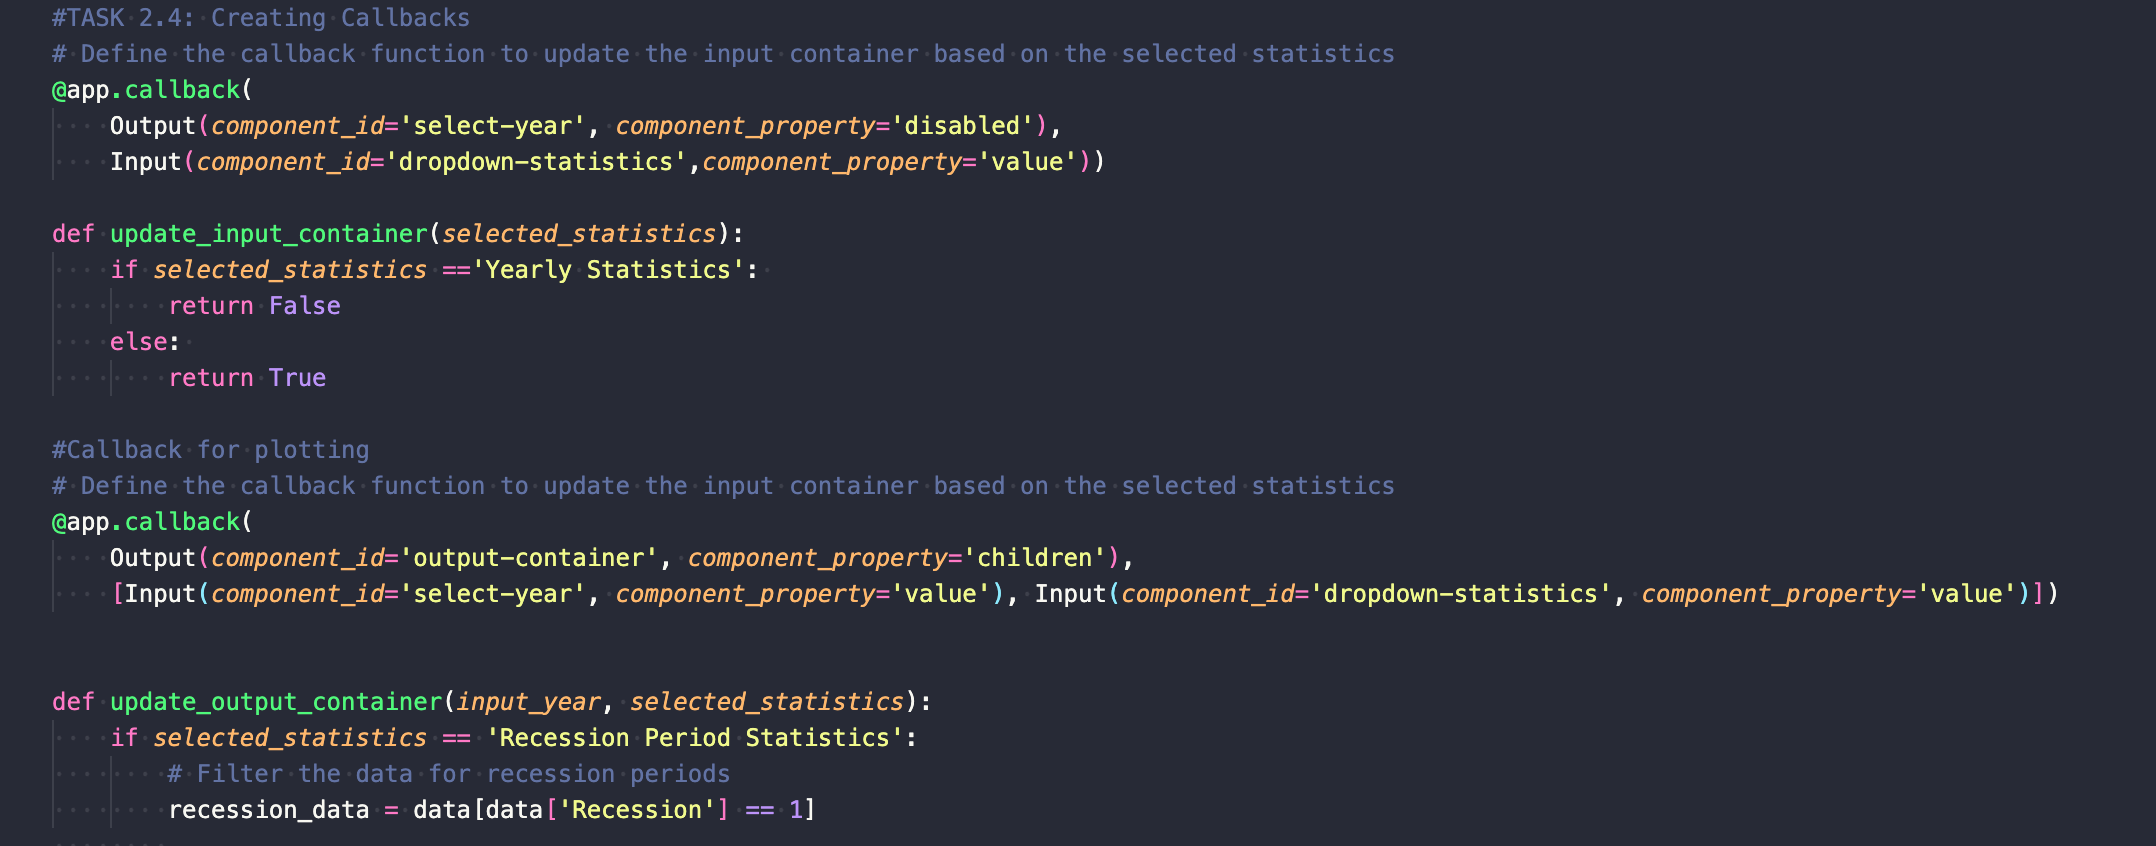 #TASK 2.4: Creating Callbacks
# Define the callback function to update the input container based on the selected statistics
@app.callback(
    Output(component_id='select-year', component_property='disabled'),
    Input(component_id='dropdown-statistics',component_property='value'))

def update_input_container(selected_statistics):
    if selected_statistics =='Yearly Statistics': 
        return False
    else: 
        return True

#Callback for plotting
# Define the callback function to update the input container based on the selected statistics
@app.callback(
    Output(component_id='output-container', component_property='children'),
    [Input(component_id='select-year', component_property='value'), Input(component_id='dropdown-statistics', component_property='value')])


def update_output_container(input_year, selected_statistics):
    if selected_statistics == 'Recession Period Statistics':
        # Filter the data for recession periods
        recession_data = data[data['Recession'] == 1]